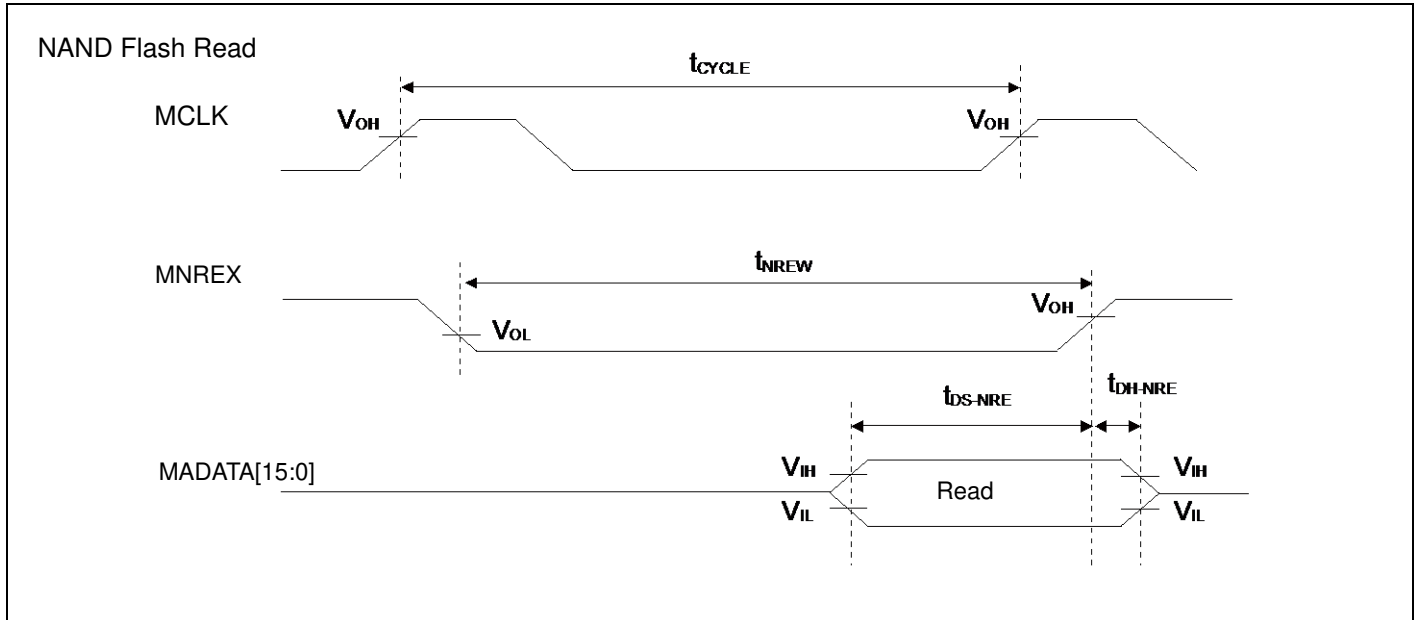 NAND Flash Read
tCYCLE
MCLK
VOH
VOH
tNREW
MNREX
VOH
VOL
tDS-NRE
tDH-NRE
MADATA[15:0]
VIH
VIH
Read
VIL
VIL